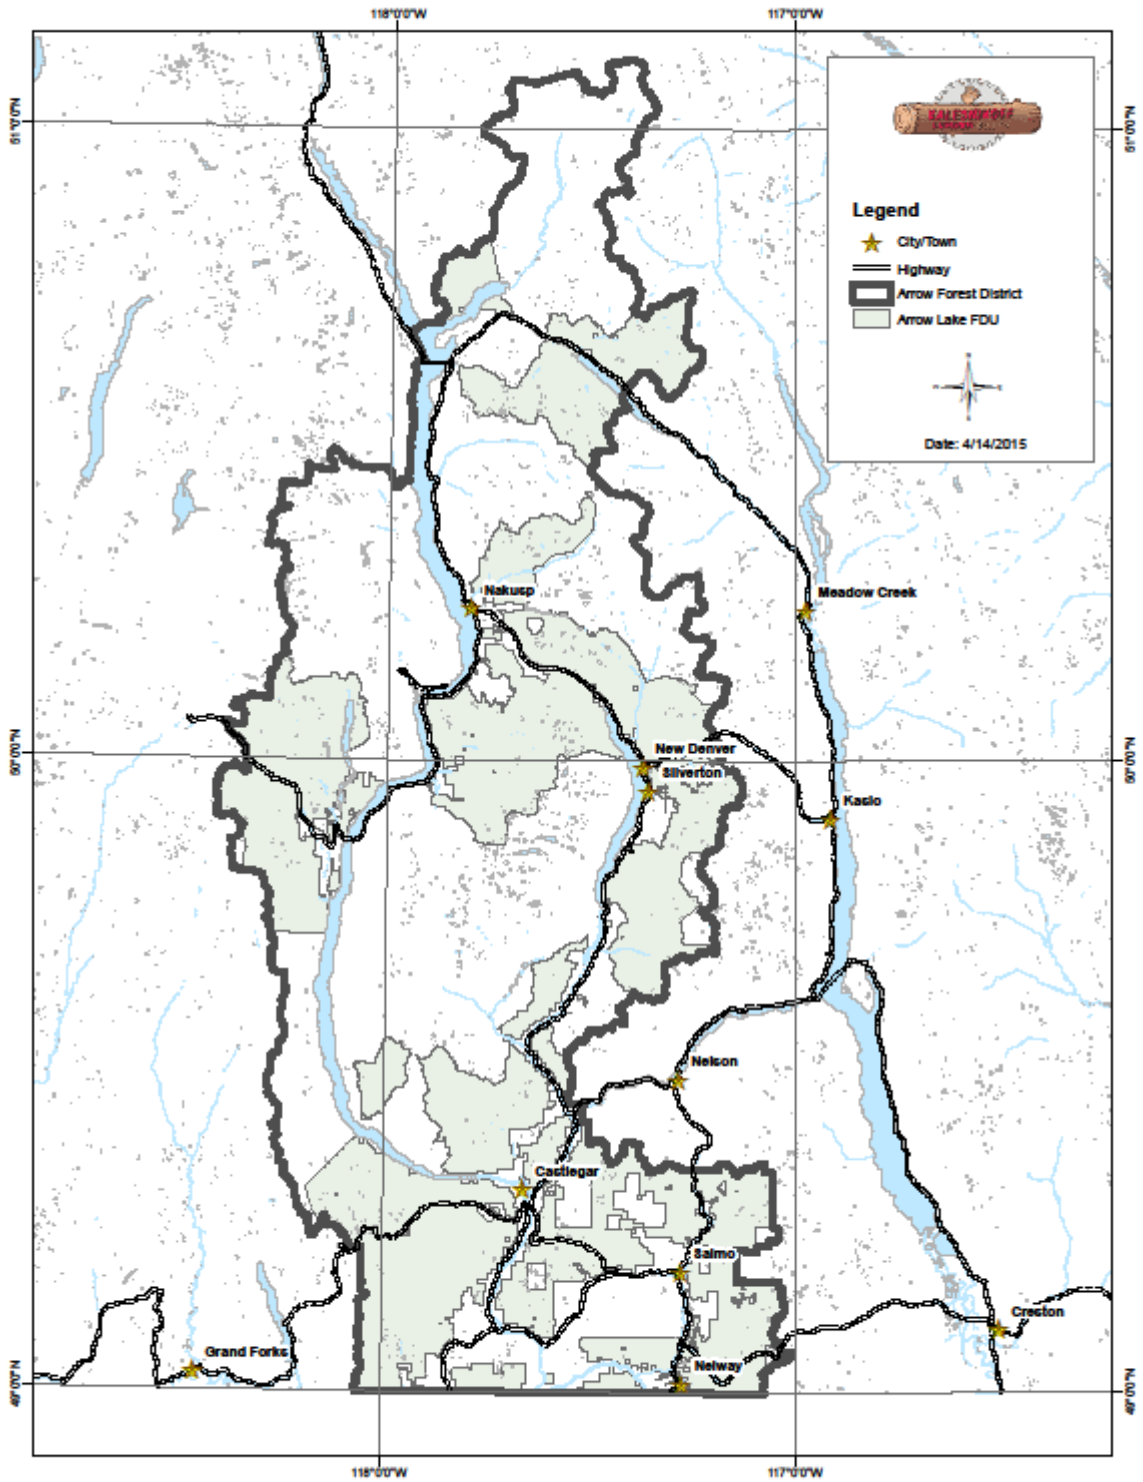 118°0'0"W
117°0'0"W
51°0'0"N
51°0'0"N
Legend
City/Town
Highway
Arrow Forest District
Arrow Lake FDU
N
Date: 4/14/2015
Nakusp
Meadow Creek
50°0'0"N
50°0'0"N
New Denver
Silverton
Kaslo
Nelson
Castlegar
Salmo
Creston
Grand Forks
Nelway
49°0'0"N
49°0'0"N
118°0'0"W
117°0'0"W